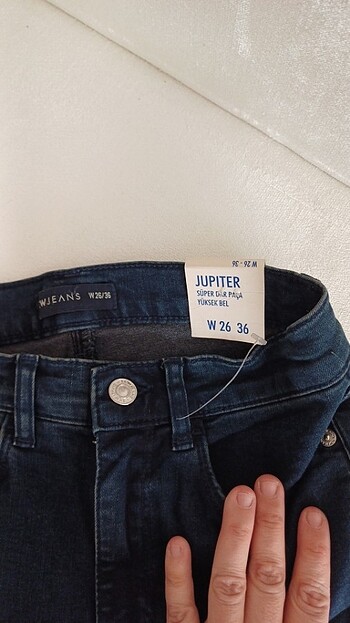 W 26 - 36
JUPITER
SÜPER DAR PAÇA
YÜKSEK BEL
W 26 36
WJEANS W26/36